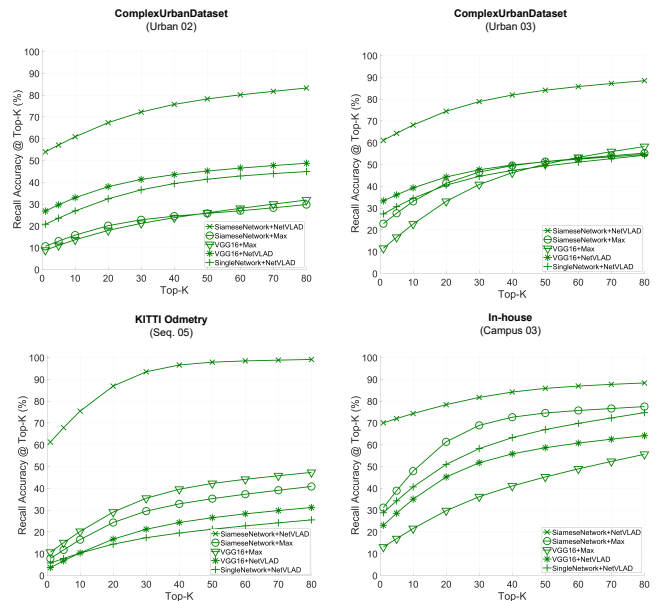 ComplexUrbanDataset
(Urban 02)
Recall Accuracy @ Top-K (%)
100
90
80
70
60
50
40
30
20
10
0
0 10 20 30 40 50 60 70 80
Top-K
SiameseNetwork+NetVLAD
SiameseNetwork+Max
VGG16+Max
VGG16+NetVLAD
SingleNetwork+NetVLAD
ComplexUrbanDataset
(Urban 03)
Recall Accuracy @ Top-K (%)
100
90
80
70
60
50
40
30
20
10
0
0 10 20 30 40 50 60 70 80
Top-K
SiameseNetwork+NetVLAD
SiameseNetwork+Max
VGG16+Max
VGG16+NetVLAD
SingleNetwork+NetVLAD
KITTI Odmetry
(Seq. 05)
Recall Accuracy @ Top-K (%)
100
90
80
70
60
50
40
30
20
10
0
0 10 20 30 40 50 60 70 80
Top-K
SiameseNetwork+NetVLAD
SiameseNetwork+Max
VGG16+Max
VGG16+NetVLAD
SingleNetwork+NetVLAD
In-house
(Campus 03)
Recall Accuracy @ Top-K (%)
100
90
80
70
60
50
40
30
20
10
0
0 10 20 30 40 50 60 70 80
Top-K
SiameseNetwork+NetVLAD
SiameseNetwork+Max
VGG16+Max
VGG16+NetVLAD
SingleNetwork+NetVLAD